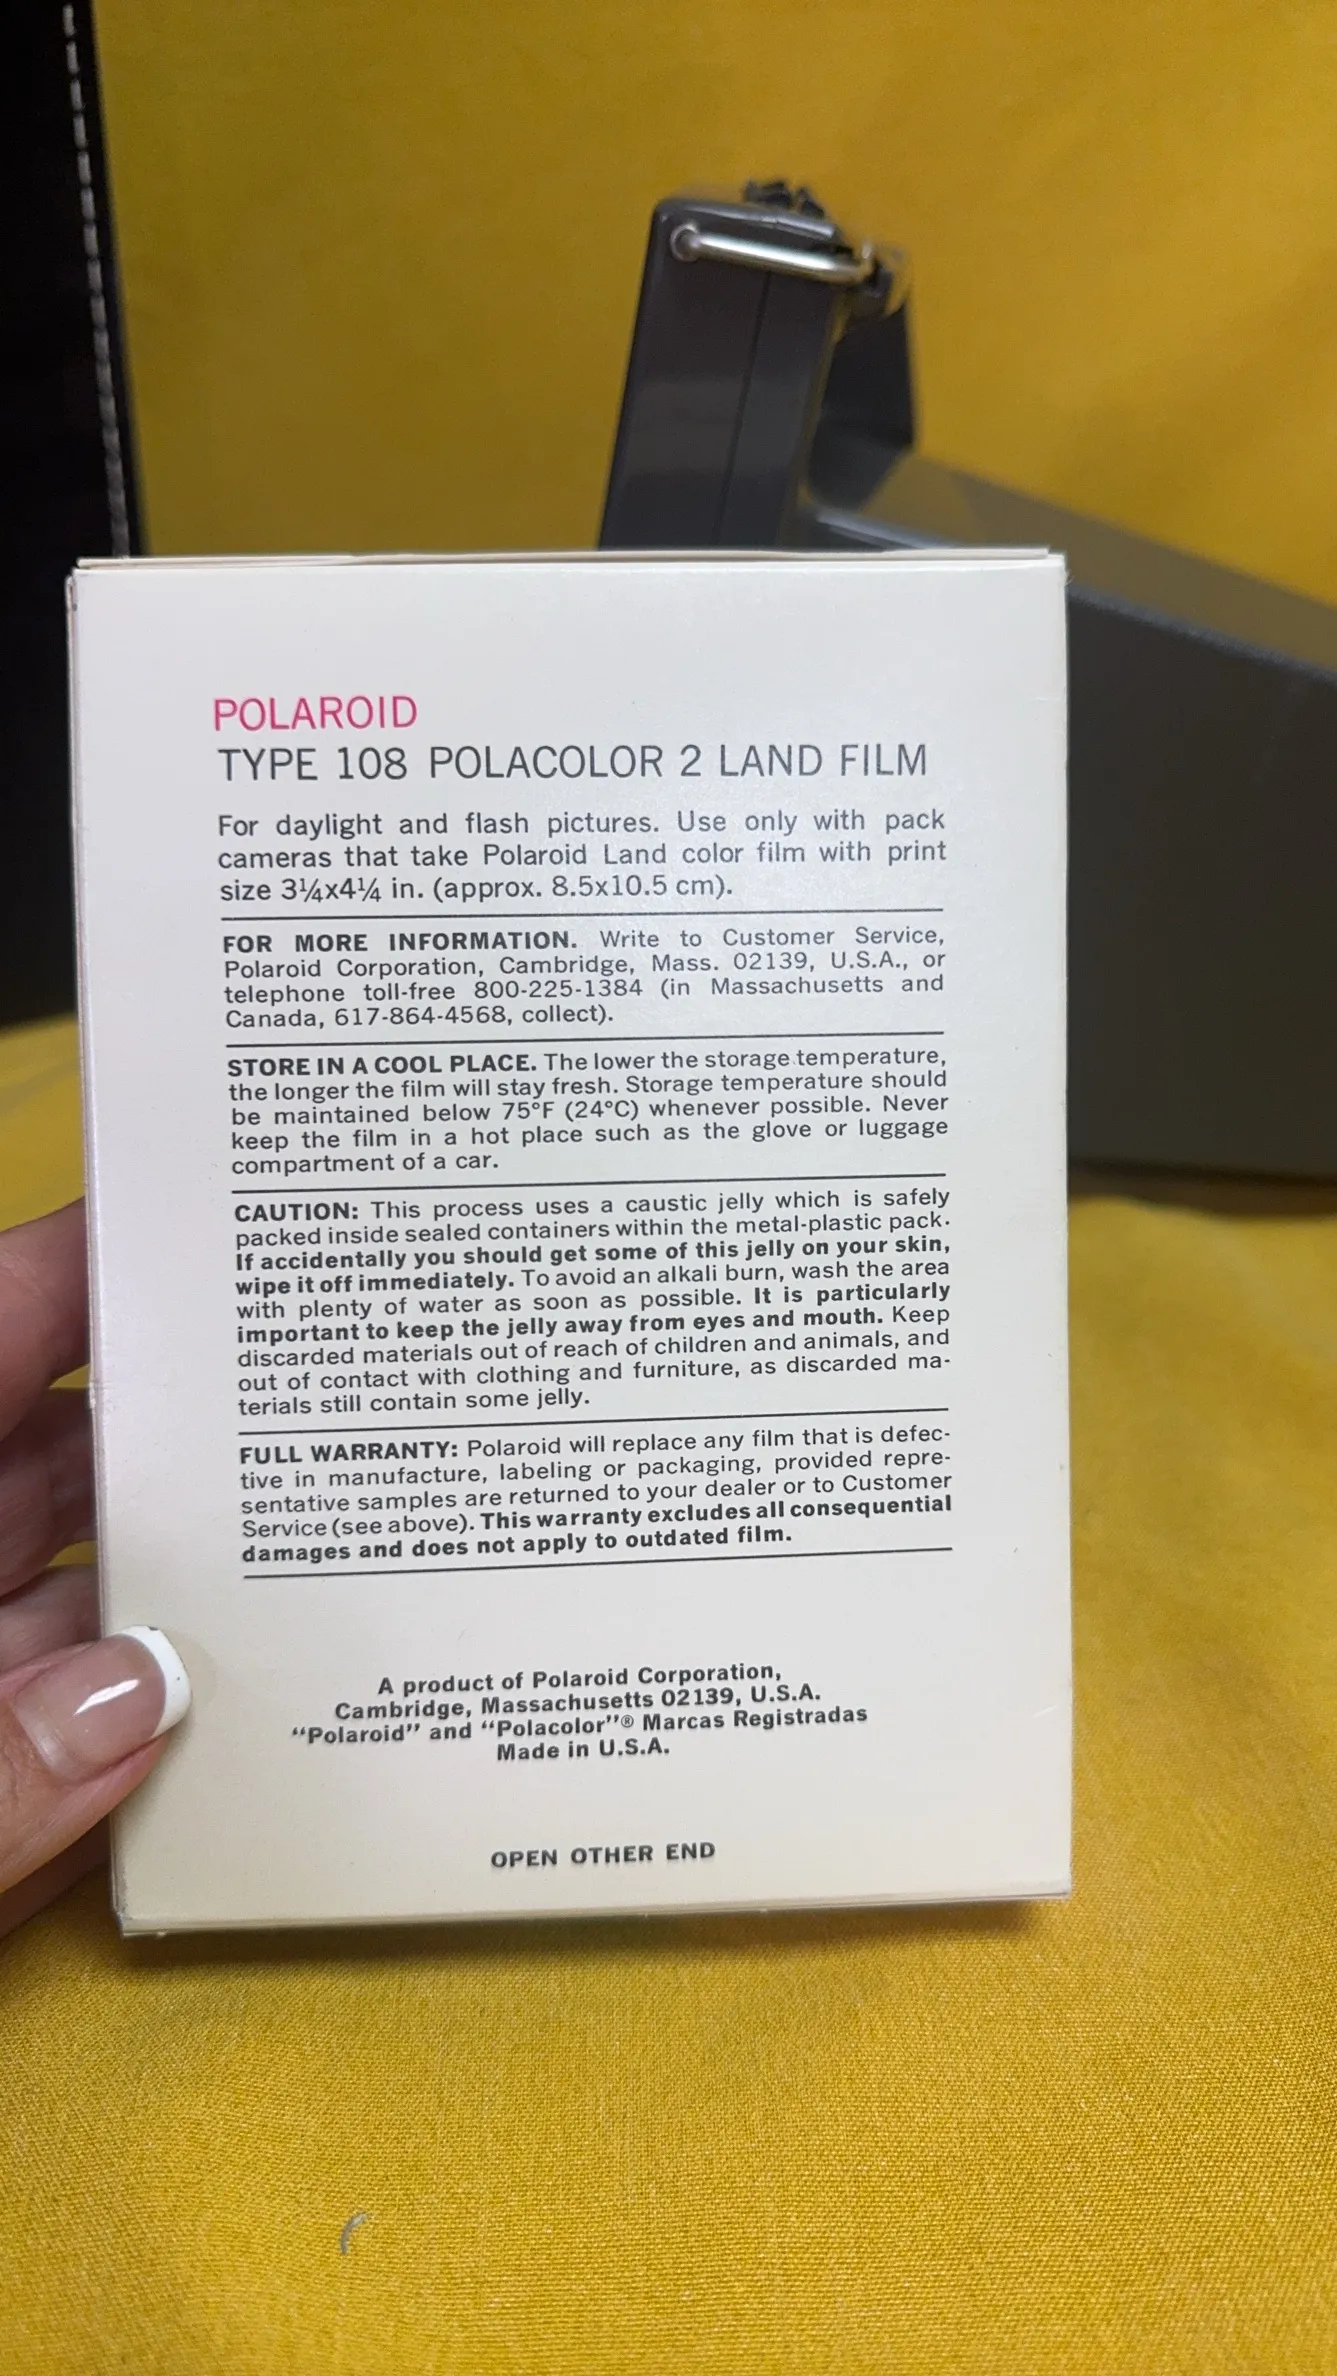 POLAROID
TYPE 108 POLACOLOR 2 LAND FILM
For daylight and flash pictures. Use only with pack
cameras that take Polaroid Land color film with print
size 3¼x4¼ in. (approx. 8.5x10.5 cm).
FOR MORE INFORMATION. Write to Customer Service,
Polaroid Corporation, Cambridge, Mass. 02139, U.S.A., or
telephone toll-free 800-225-1384 (in Massachusetts and
Canada, 617-864-4568, collect).
STORE IN A COOL PLACE. The lower the storage temperature,
the longer the film will stay fresh. Storage temperature should
be maintained below 75°F (24°C) whenever possible. Never
keep the film in a hot place such as the glove or luggage
compartment of a car.
CAUTION: This process uses a caustic jelly which is safely
packed inside sealed containers within the metal-plastic pack.
If accidentally you should get some of this jelly on your skin,
wipe it off immediately. To avoid an alkali burn, wash the area
with plenty of water as soon as possible. It is particularly
important to keep the jelly away from eyes and mouth. Keep
discarded materials out of reach of children and animals, and
out of contact with clothing and furniture, as discarded ma-
terials still contain some jelly.
FULL WARRANTY: Polaroid will replace any film that is defec-
tive in manufacture, labeling or packaging, provided repre-
sentative samples are returned to your dealer or to Customer
Service (see above). This warranty excludes all consequential
damages and does not apply to outdated film.
A product of Polaroid Corporation,
Cambridge, Massachusetts 02139, U.S.A.
“Polaroid” and “Polacolor”® Marcas Registradas
Made in U.S.A.
OPEN OTHER END